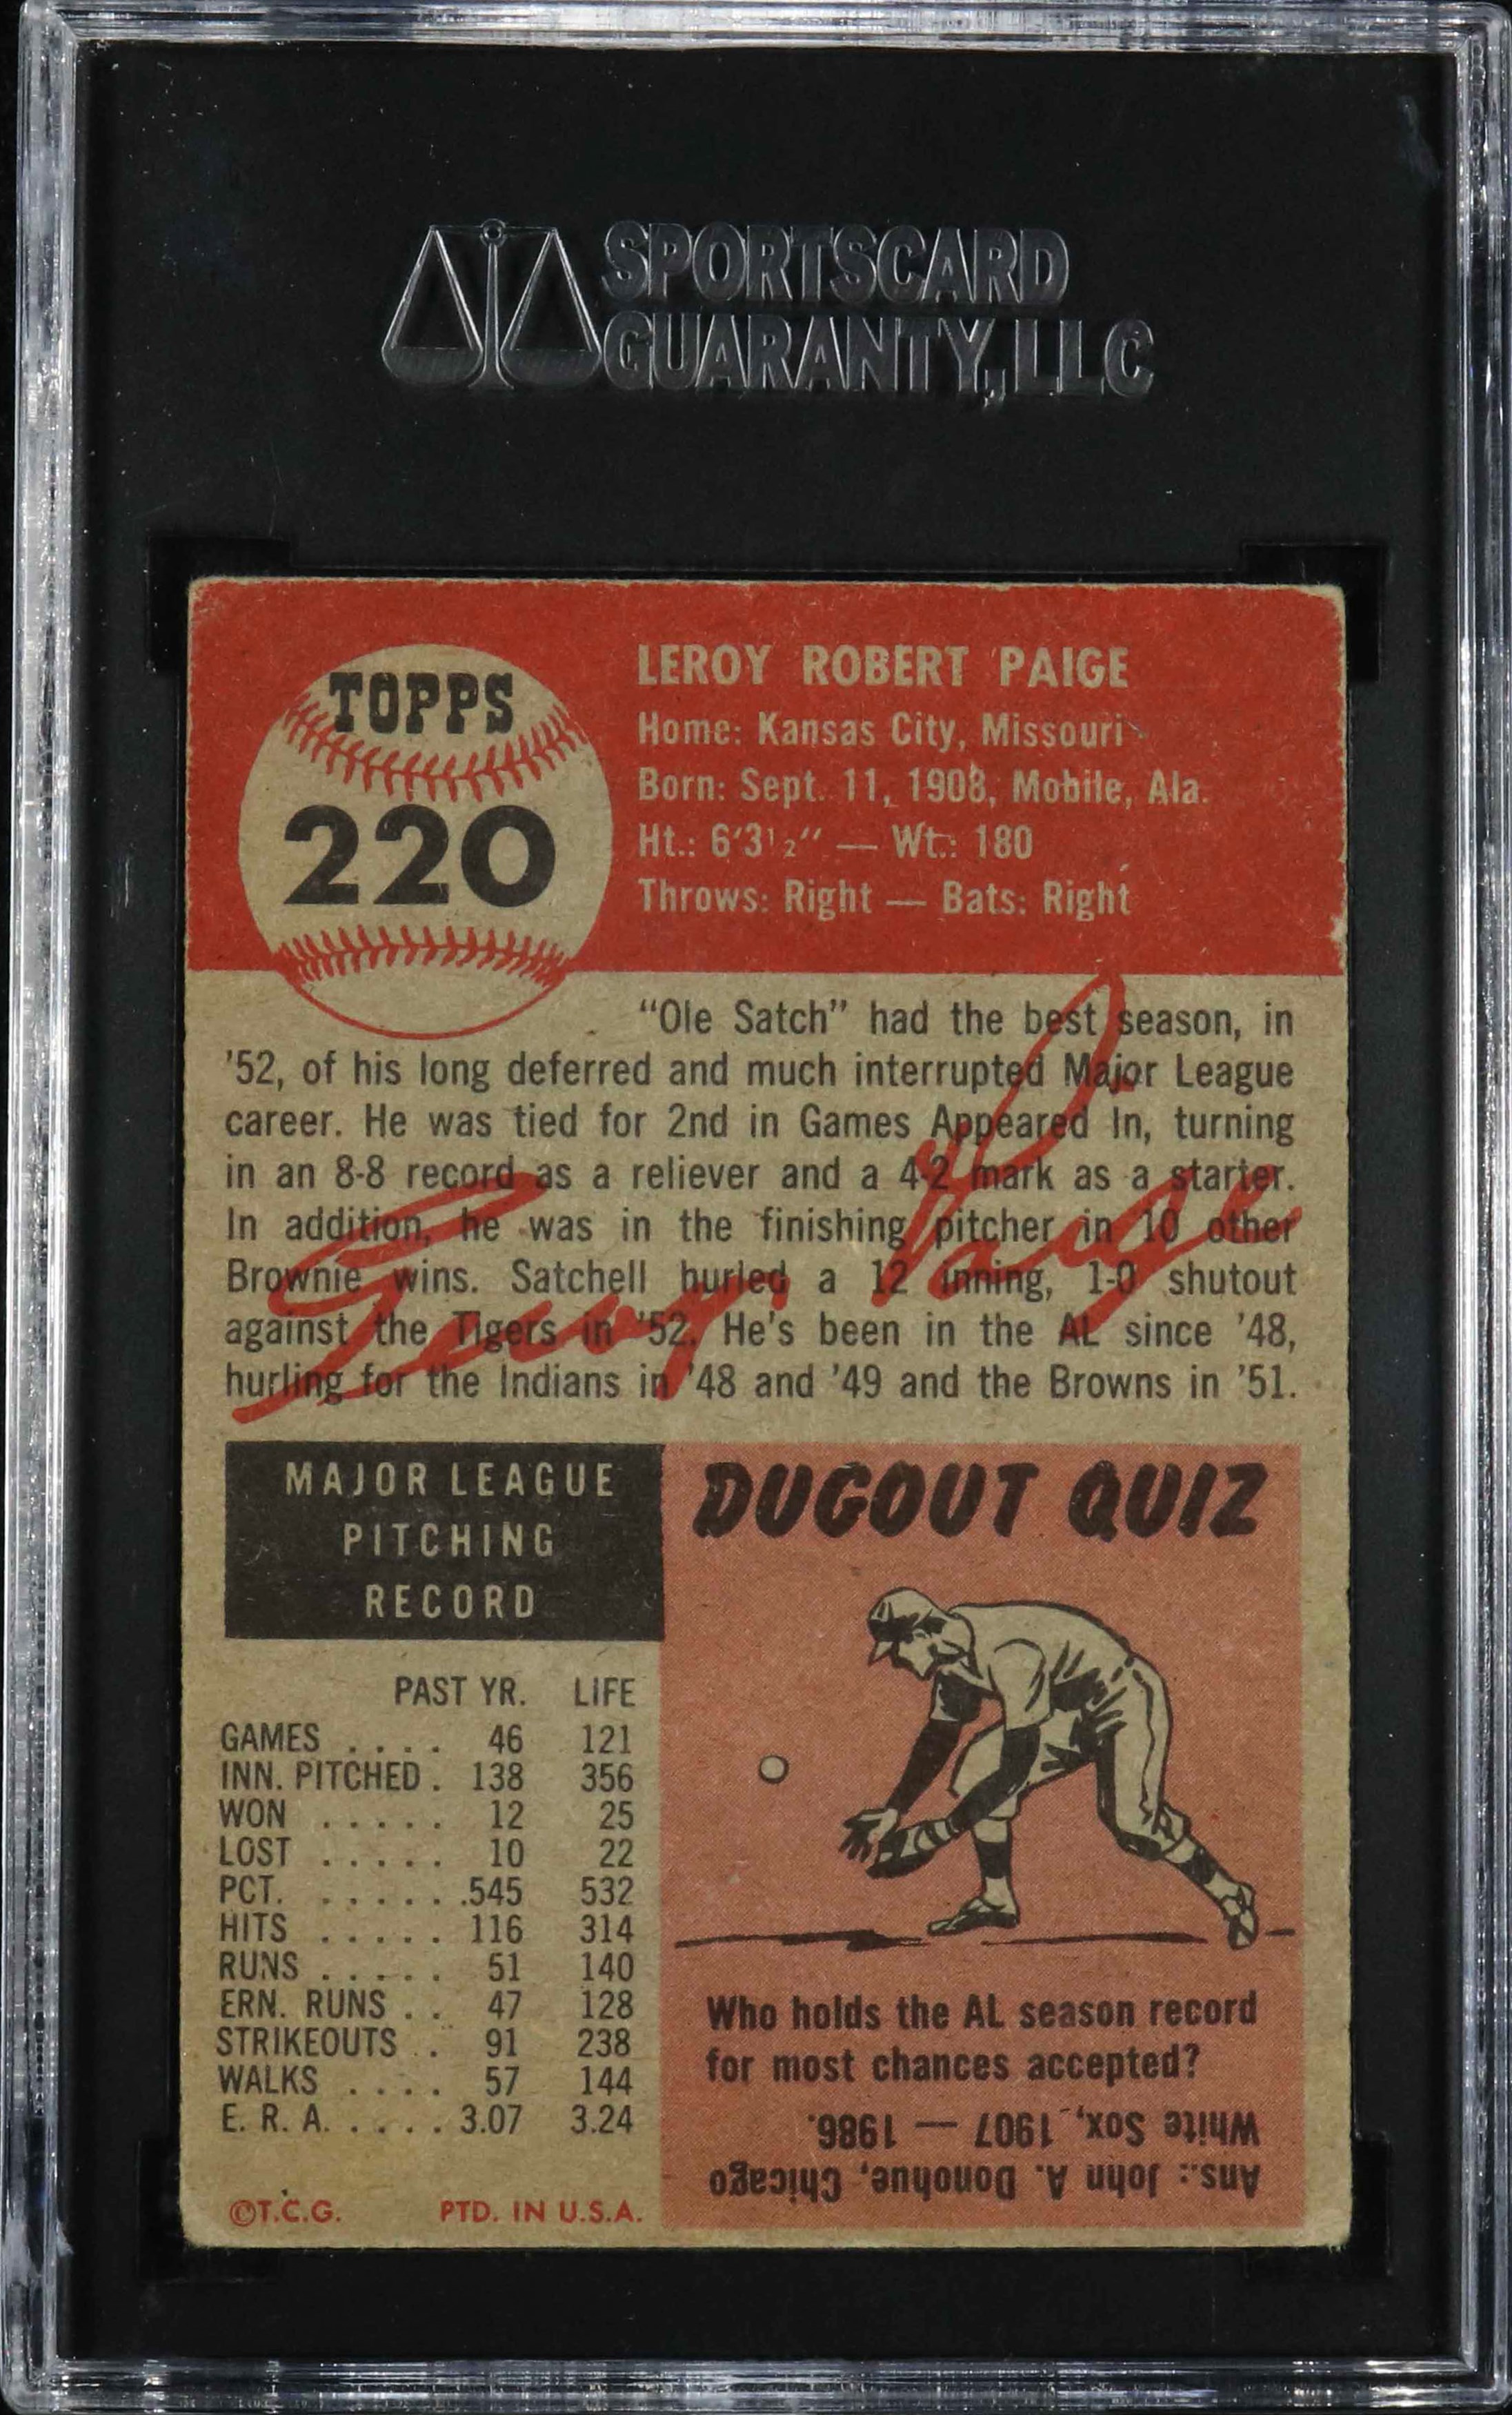 SPORTSCARD
GUARANTY, LLC
TOPPS
220
LEROY ROBERT PAIGE
Home: Kansas City, Missouri
Born: Sept. 11, 1908, Mobile, Ala.
Ht.: 6'3½" — Wt.: 180
Throws: Right — Bats: Right
"Ole Satch" had the best season, in
'52, of his long deferred and much interrupted Major League
career. He was tied for 2nd in Games Appeared In, turning
in an 8-8 record as a reliever and a 4-2 mark as a starter.
In addition, he was in the finishing pitcher in 10 other
Brownie wins. Satchell hurled a 12 inning, 1-0 shutout
against the Tigers in '52. He's been in the AL since '48,
hurling for the Indians in '48 and '49 and the Browns in '51.
Leroy Paige
MAJOR LEAGUE
PITCHING
RECORD
PAST YR. LIFE
GAMES .... 46 121
INN. PITCHED . 138 356
WON ..... 12 25
LOST ..... 10 22
PCT. ...... .545 532
HITS ..... 116 314
RUNS ..... 51 140
ERN. RUNS .. 47 128
STRIKEOUTS .. 91 238
WALKS .... 57 144
E. R. A. ..... 3.07 3.24
©T.C.G. PTD. IN U.S.A.
DUGOUT QUIZ
Who holds the AL season record
for most chances accepted?
Ans.: John A. Donohue, Chicago
White Sox, 1907 — 1986.